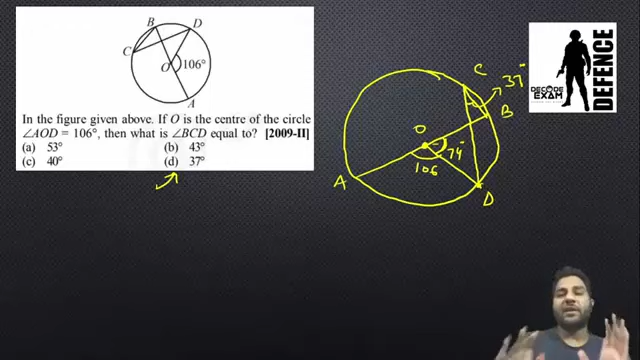 B
D
C
O
106°
A
In the figure given above. If O is the centre of the circle
∠AOD = 106°, then what is ∠BCD equal to? [2009-II]
(a) 53° (b) 43°
(c) 40° (d) 37°
C
37°
B
O
74°
A
106
D
DECODE
EXAM
DEFENCE